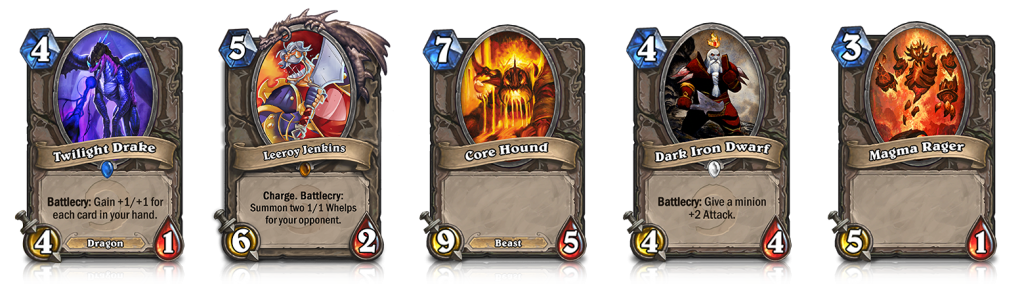 4
Twilight Drake
Battlecry: Gain +1/+1 for
each card in your hand.
4
Dragon
1
5
Leeroy Jenkins
Charge. Battlecry:
Summon two 1/1 Whelps
for your opponent.
6
2
7
Core Hound
9
Beast
5
4
Dark Iron Dwarf
Battlecry: Give a minion
+2 Attack.
4
4
3
Magma Rager
5
1